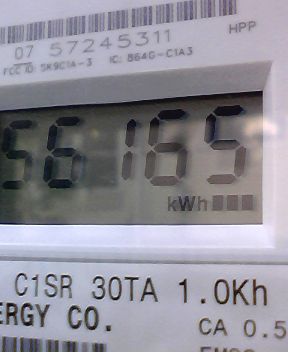 HPP
07 57245311
FCC ID: SK9C1A-3 IC: 864G-C1A3
56165
kWh
C1SR 30TA 1.0Kh
ERGY CO.
CA 0.5